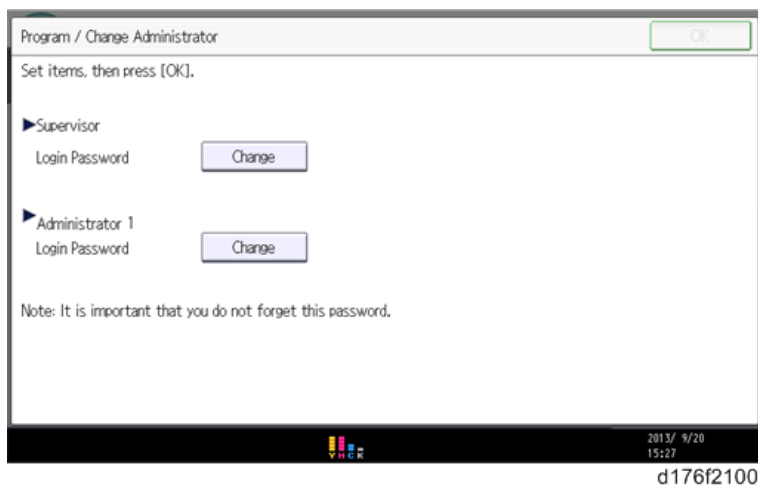 Program / Change Administrator
OK
Set items, then press [OK].
►Supervisor
Login Password Change
►Administrator 1
Login Password Change
Note: It is important that you do not forget this password.
Y M C K
2013/ 9/20
15:27
d176f2100